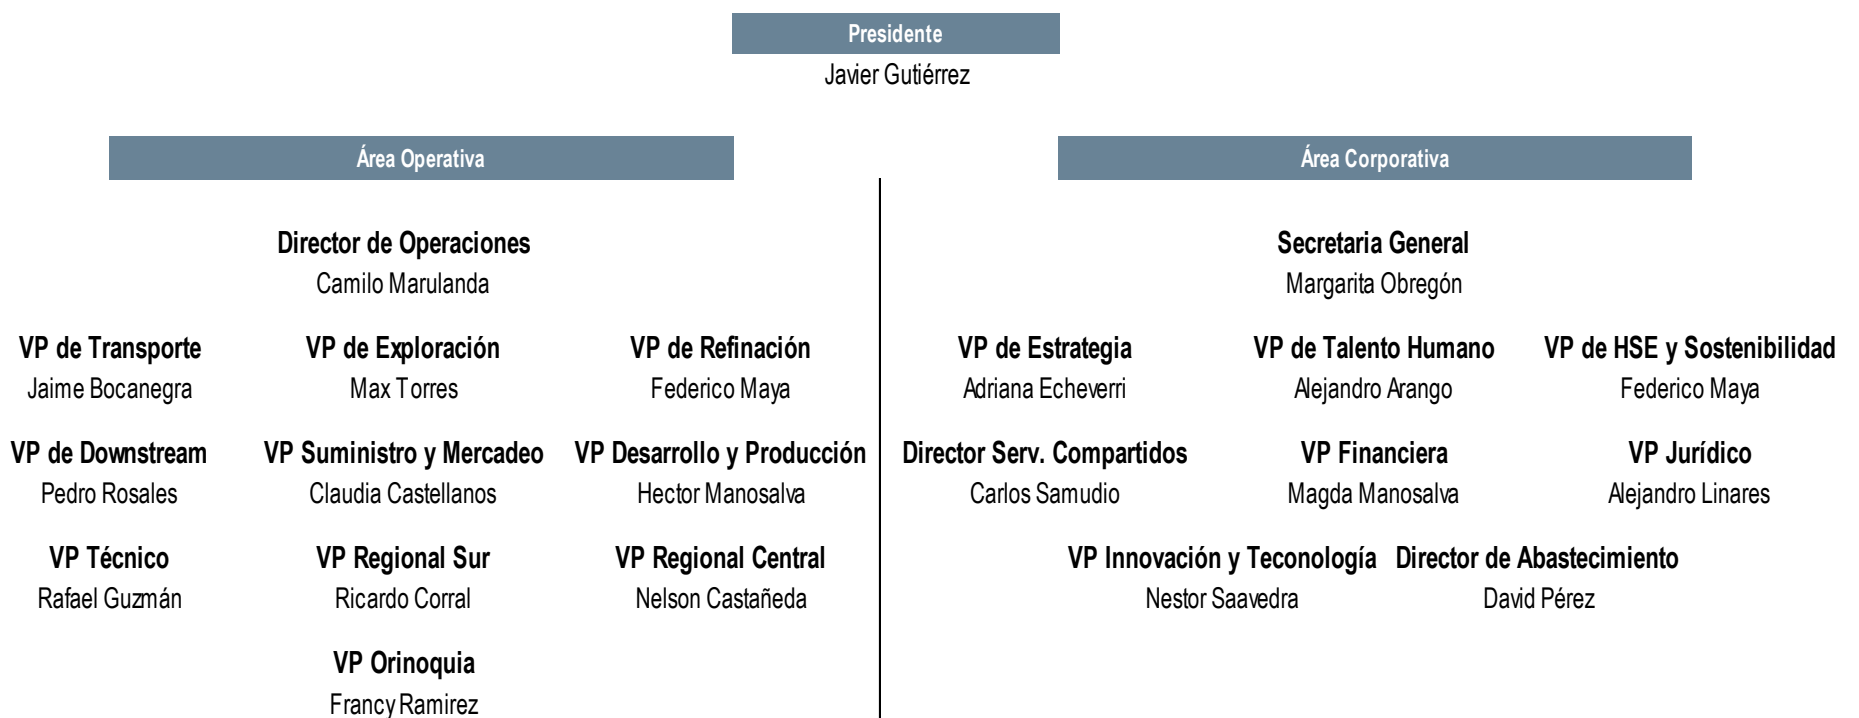 Presidente
Javier Gutiérrez
Área Operativa
Área Corporativa
Director de Operaciones
Camilo Marulanda
VP de Transporte
Jaime Bocanegra
VP de Exploración
Max Torres
VP de Refinación
Federico Maya
VP de Downstream
Pedro Rosales
VP Suministro y Mercadeo
Claudia Castellanos
VP Desarrollo y Producción
Hector Manosalva
VP Técnico
Rafael Guzmán
VP Regional Sur
Ricardo Corral
VP Regional Central
Nelson Castañeda
VP Orinoquia
Francy Ramirez
Secretaria General
Margarita Obregón
VP de Estrategia
Adriana Echeverri
VP de Talento Humano
Alejandro Arango
VP de HSE y Sostenibilidad
Federico Maya
Director Serv. Compartidos
Carlos Samudio
VP Financiera
Magda Manosalva
VP Jurídico
Alejandro Linares
VP Innovación y Teconología
Nestor Saavedra
Director de Abastecimiento
David Pérez